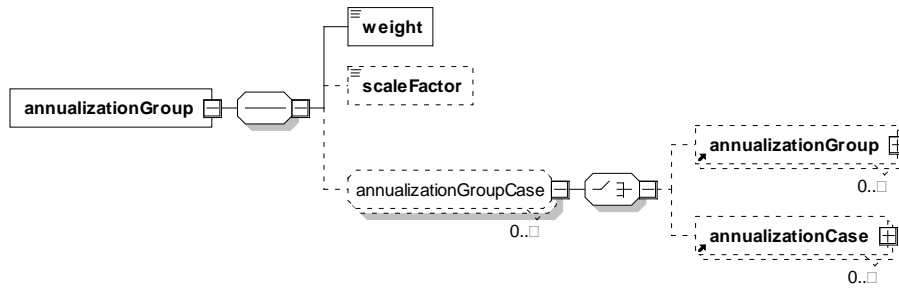 weight
scaleFactor
annualizationGroup
annualizationGroup
0..□
annualizationGroupCase
0..□
annualizationCase
0..□